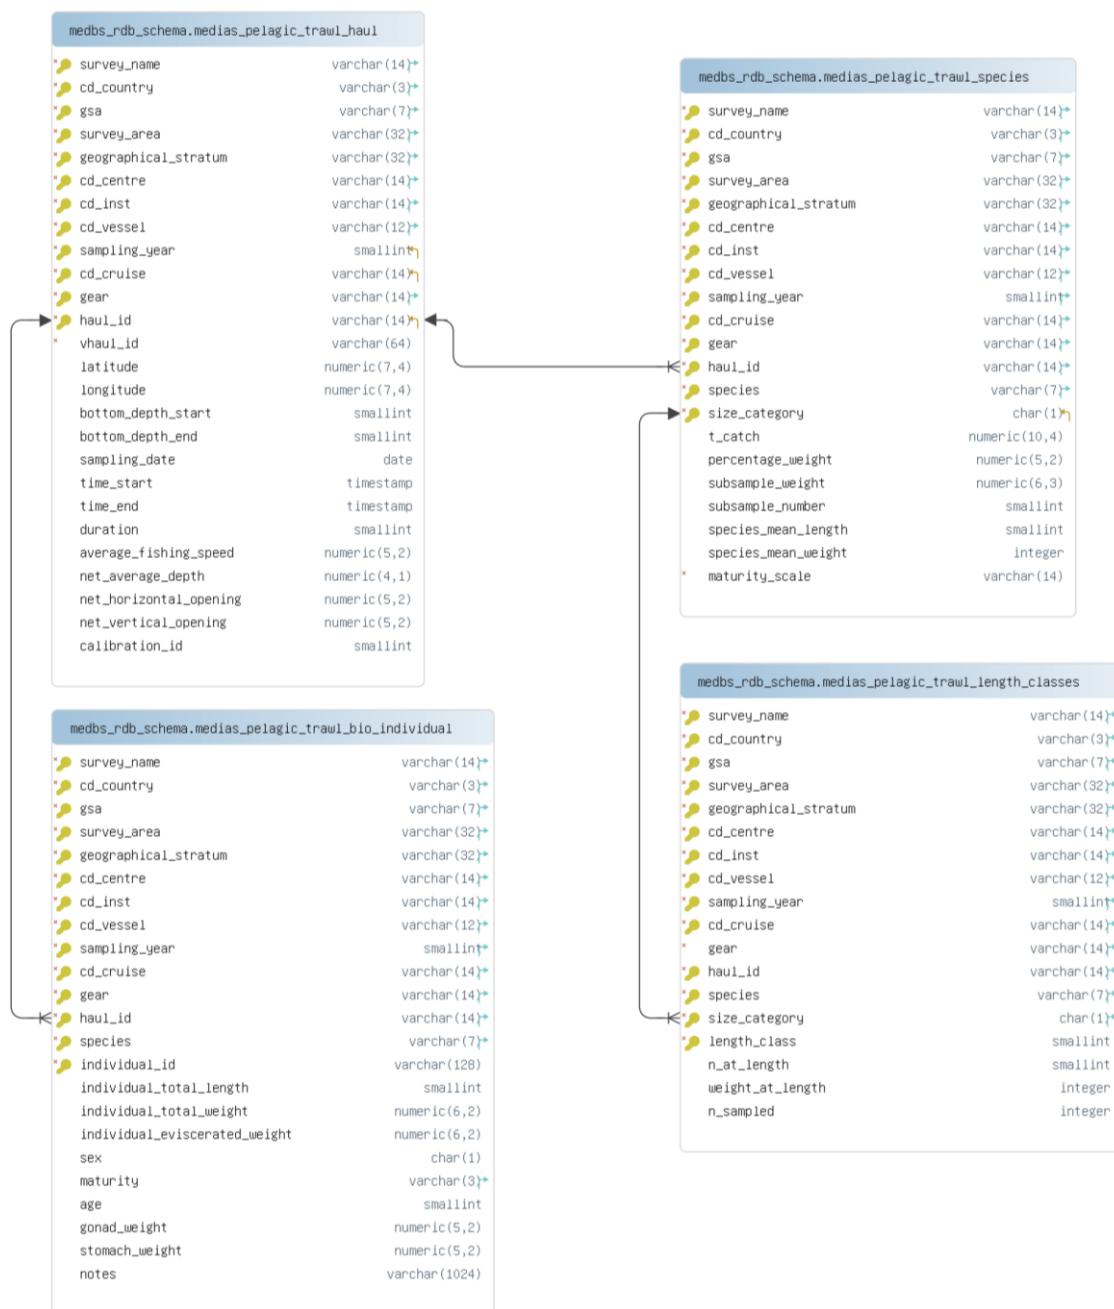 medbs_rdb_schema.medias_pelagic_trawl_haul
survey_name varchar(14)
cd_country varchar(3)
gsa varchar(7)
survey_area varchar(32)
geographical_stratum varchar(32)
cd_centre varchar(14)
cd_inst varchar(14)
cd_vessel varchar(12)
sampling_year smallint
cd_cruise varchar(14)
gear varchar(14)
haul_id varchar(14)
vhaul_id varchar(64)
latitude numeric(7,4)
longitude numeric(7,4)
bottom_depth_start smallint
bottom_depth_end smallint
sampling_date date
time_start timestamp
time_end timestamp
duration smallint
average_fishing_speed numeric(5,2)
net_average_depth numeric(4,1)
net_horizontal_opening numeric(5,2)
net_vertical_opening numeric(5,2)
calibration_id smallint
medbs_rdb_schema.medias_pelagic_trawl_species
survey_name varchar(14)
cd_country varchar(3)
gsa varchar(7)
survey_area varchar(32)
geographical_stratum varchar(32)
cd_centre varchar(14)
cd_inst varchar(14)
cd_vessel varchar(12)
sampling_year smallint
cd_cruise varchar(14)
gear varchar(14)
haul_id varchar(14)
species varchar(7)
size_category char(1)
t_catch numeric(10,4)
percentage_weight numeric(5,2)
subsample_weight numeric(6,3)
subsample_number smallint
species_mean_length smallint
species_mean_weight integer
maturity_scale varchar(14)
medbs_rdb_schema.medias_pelagic_trawl_bio_individual
survey_name varchar(14)
cd_country varchar(3)
gsa varchar(7)
survey_area varchar(32)
geographical_stratum varchar(32)
cd_centre varchar(14)
cd_inst varchar(14)
cd_vessel varchar(12)
sampling_year smallint
cd_cruise varchar(14)
gear varchar(14)
haul_id varchar(14)
species varchar(7)
individual_id varchar(128)
individual_total_length smallint
individual_total_weight numeric(6,2)
individual_eviscerated_weight numeric(6,2)
sex char(1)
maturity varchar(3)
age smallint
gonad_weight numeric(5,2)
stomach_weight numeric(5,2)
notes varchar(1024)
medbs_rdb_schema.medias_pelagic_trawl_length_classes
survey_name varchar(14)
cd_country varchar(3)
gsa varchar(7)
survey_area varchar(32)
geographical_stratum varchar(32)
cd_centre varchar(14)
cd_inst varchar(14)
cd_vessel varchar(12)
sampling_year smallint
cd_cruise varchar(14)
gear varchar(14)
haul_id varchar(14)
species varchar(7)
size_category char(1)
length_class smallint
n_at_length smallint
weight_at_length integer
n_sampled integer